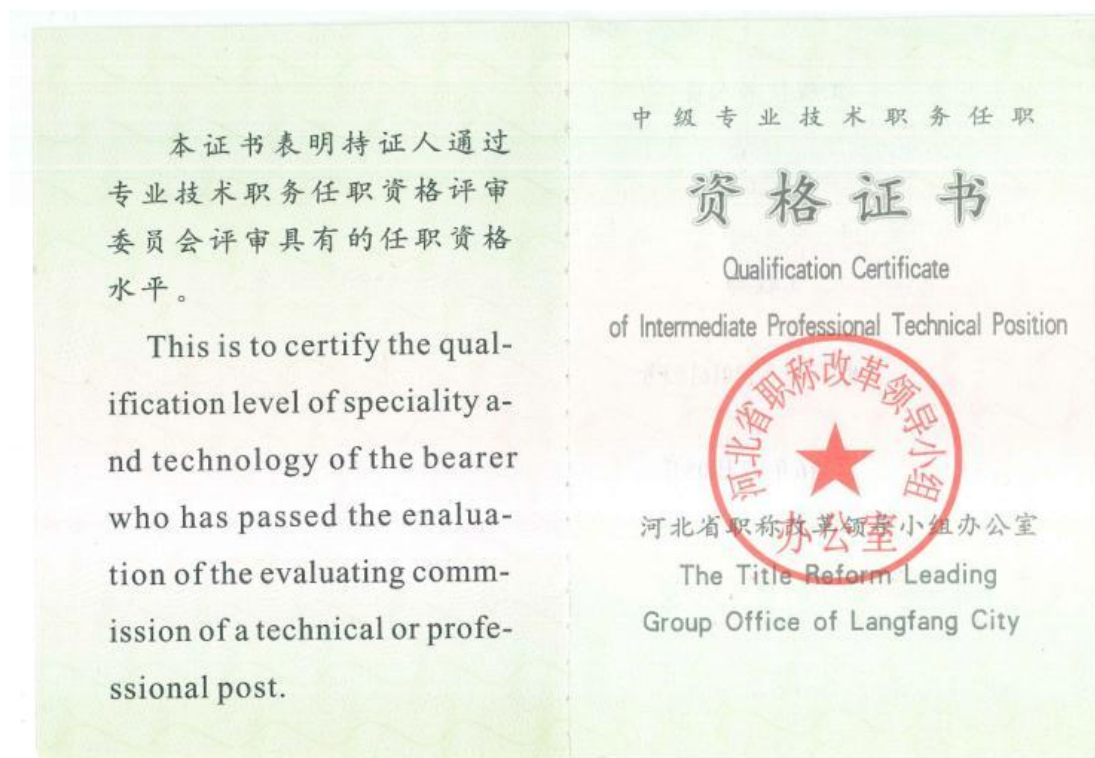 本证书表明持证人通过
专业技术职务任职资格评审
委员会评审具有的任职资格
水平。
This is to certify the qual-
ification level of speciality a-
nd technology of the bearer
who has passed the enalua-
tion of the evaluating comm-
ission of a technical or profe-
ssional post.
中级专业技术职务任职
资格证书
Qualification Certificate
of Intermediate Professional Technical Position
河北省职称改革领导小组
办公室
河北省职称改革领导小组办公室
The Title Reform Leading
Group Office of Langfang City